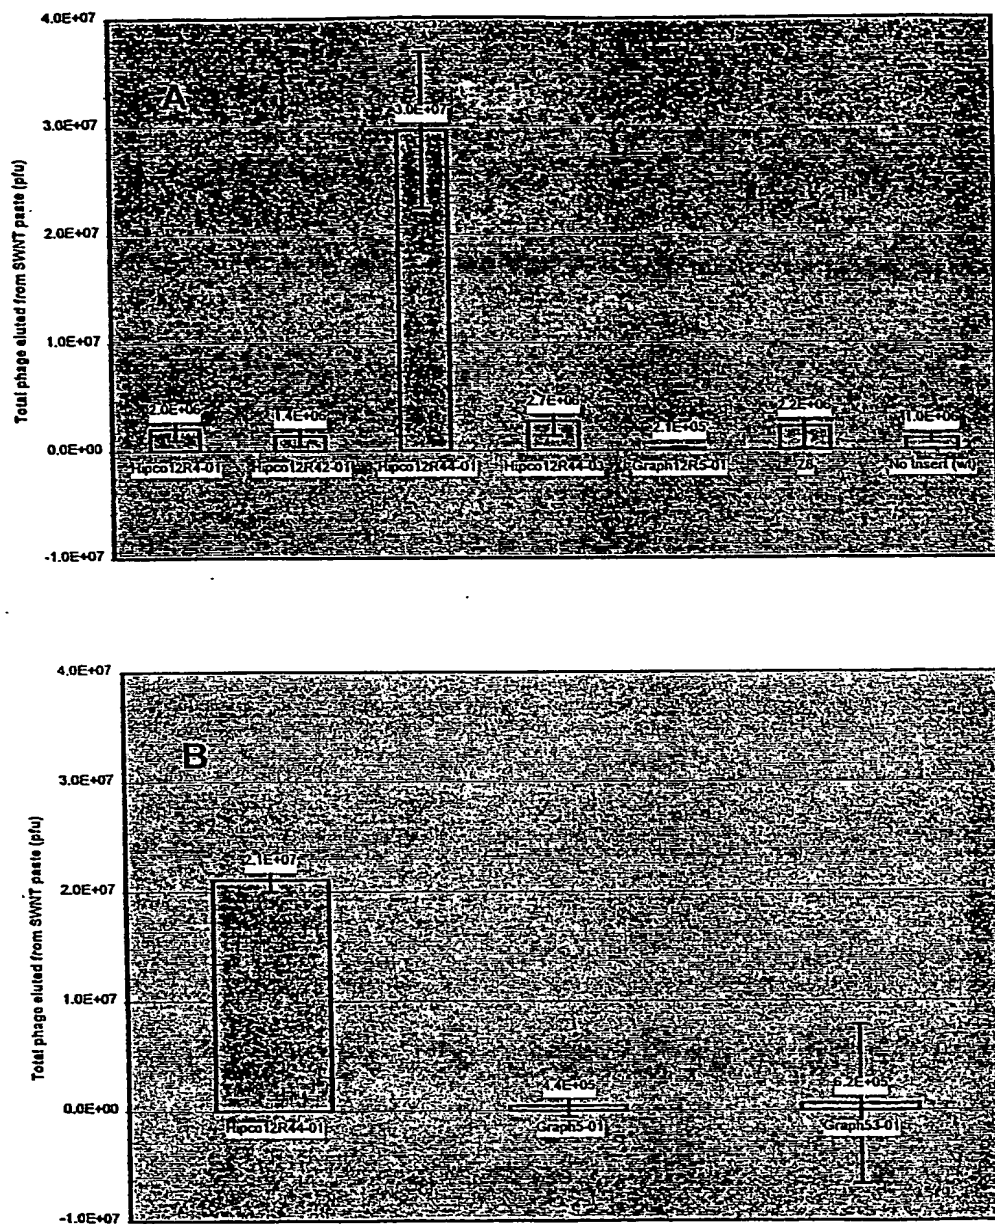 4.0E+07
A
3.0E+07
3.0E+07
2.0E+07
1.0E+07
2.0E+06
1.4E+06
2.7E+06
2.1E+05
2.2E+06
1.0E+06
0.0E+00
Hipco12R4-01)
Hipco12R42-01)
Hipco12R44-01)
Hipco12R44-03
Graph12R5-01)
Z8
No insert (wt)
-1.0E+07
Total phage eluted from SWNT paste (pfu)
4.0E+07
B
3.0E+07
2.1E+07
2.0E+07
1.0E+07
4.4E+05
6.2E+05
0.0E+00
Hipco12R44-01)
Graph5-01)
Graph53-01)
-1.0E+07
Total phage eluted from SWNT paste (pfu)